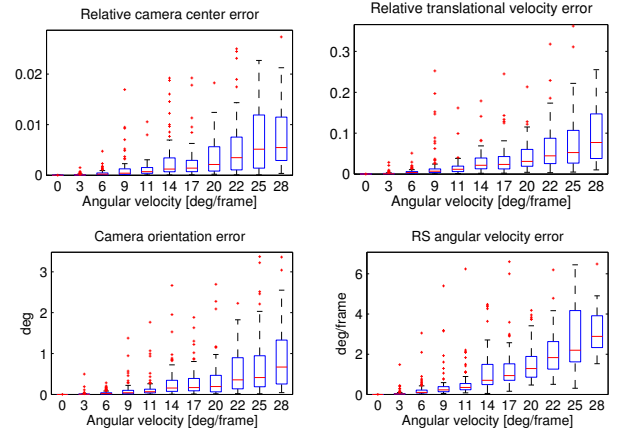 Relative camera center error
0.02
0.01
0
0 3 6 9 11 14 17 20 22 25 28
Angular velocity [deg/frame]
Relative translational velocity error
0.3
0.2
0.1
0
0 3 6 9 11 14 17 20 22 25 28
Angular velocity [deg/frame]
Camera orientation error
deg
3
2
1
0
0 3 6 9 11 14 17 20 22 25 28
Angular velocity [deg/frame]
RS angular velocity error
deg/frame
6
4
2
0
0 3 6 9 11 14 17 20 22 25 28
Angular velocity [deg/frame]